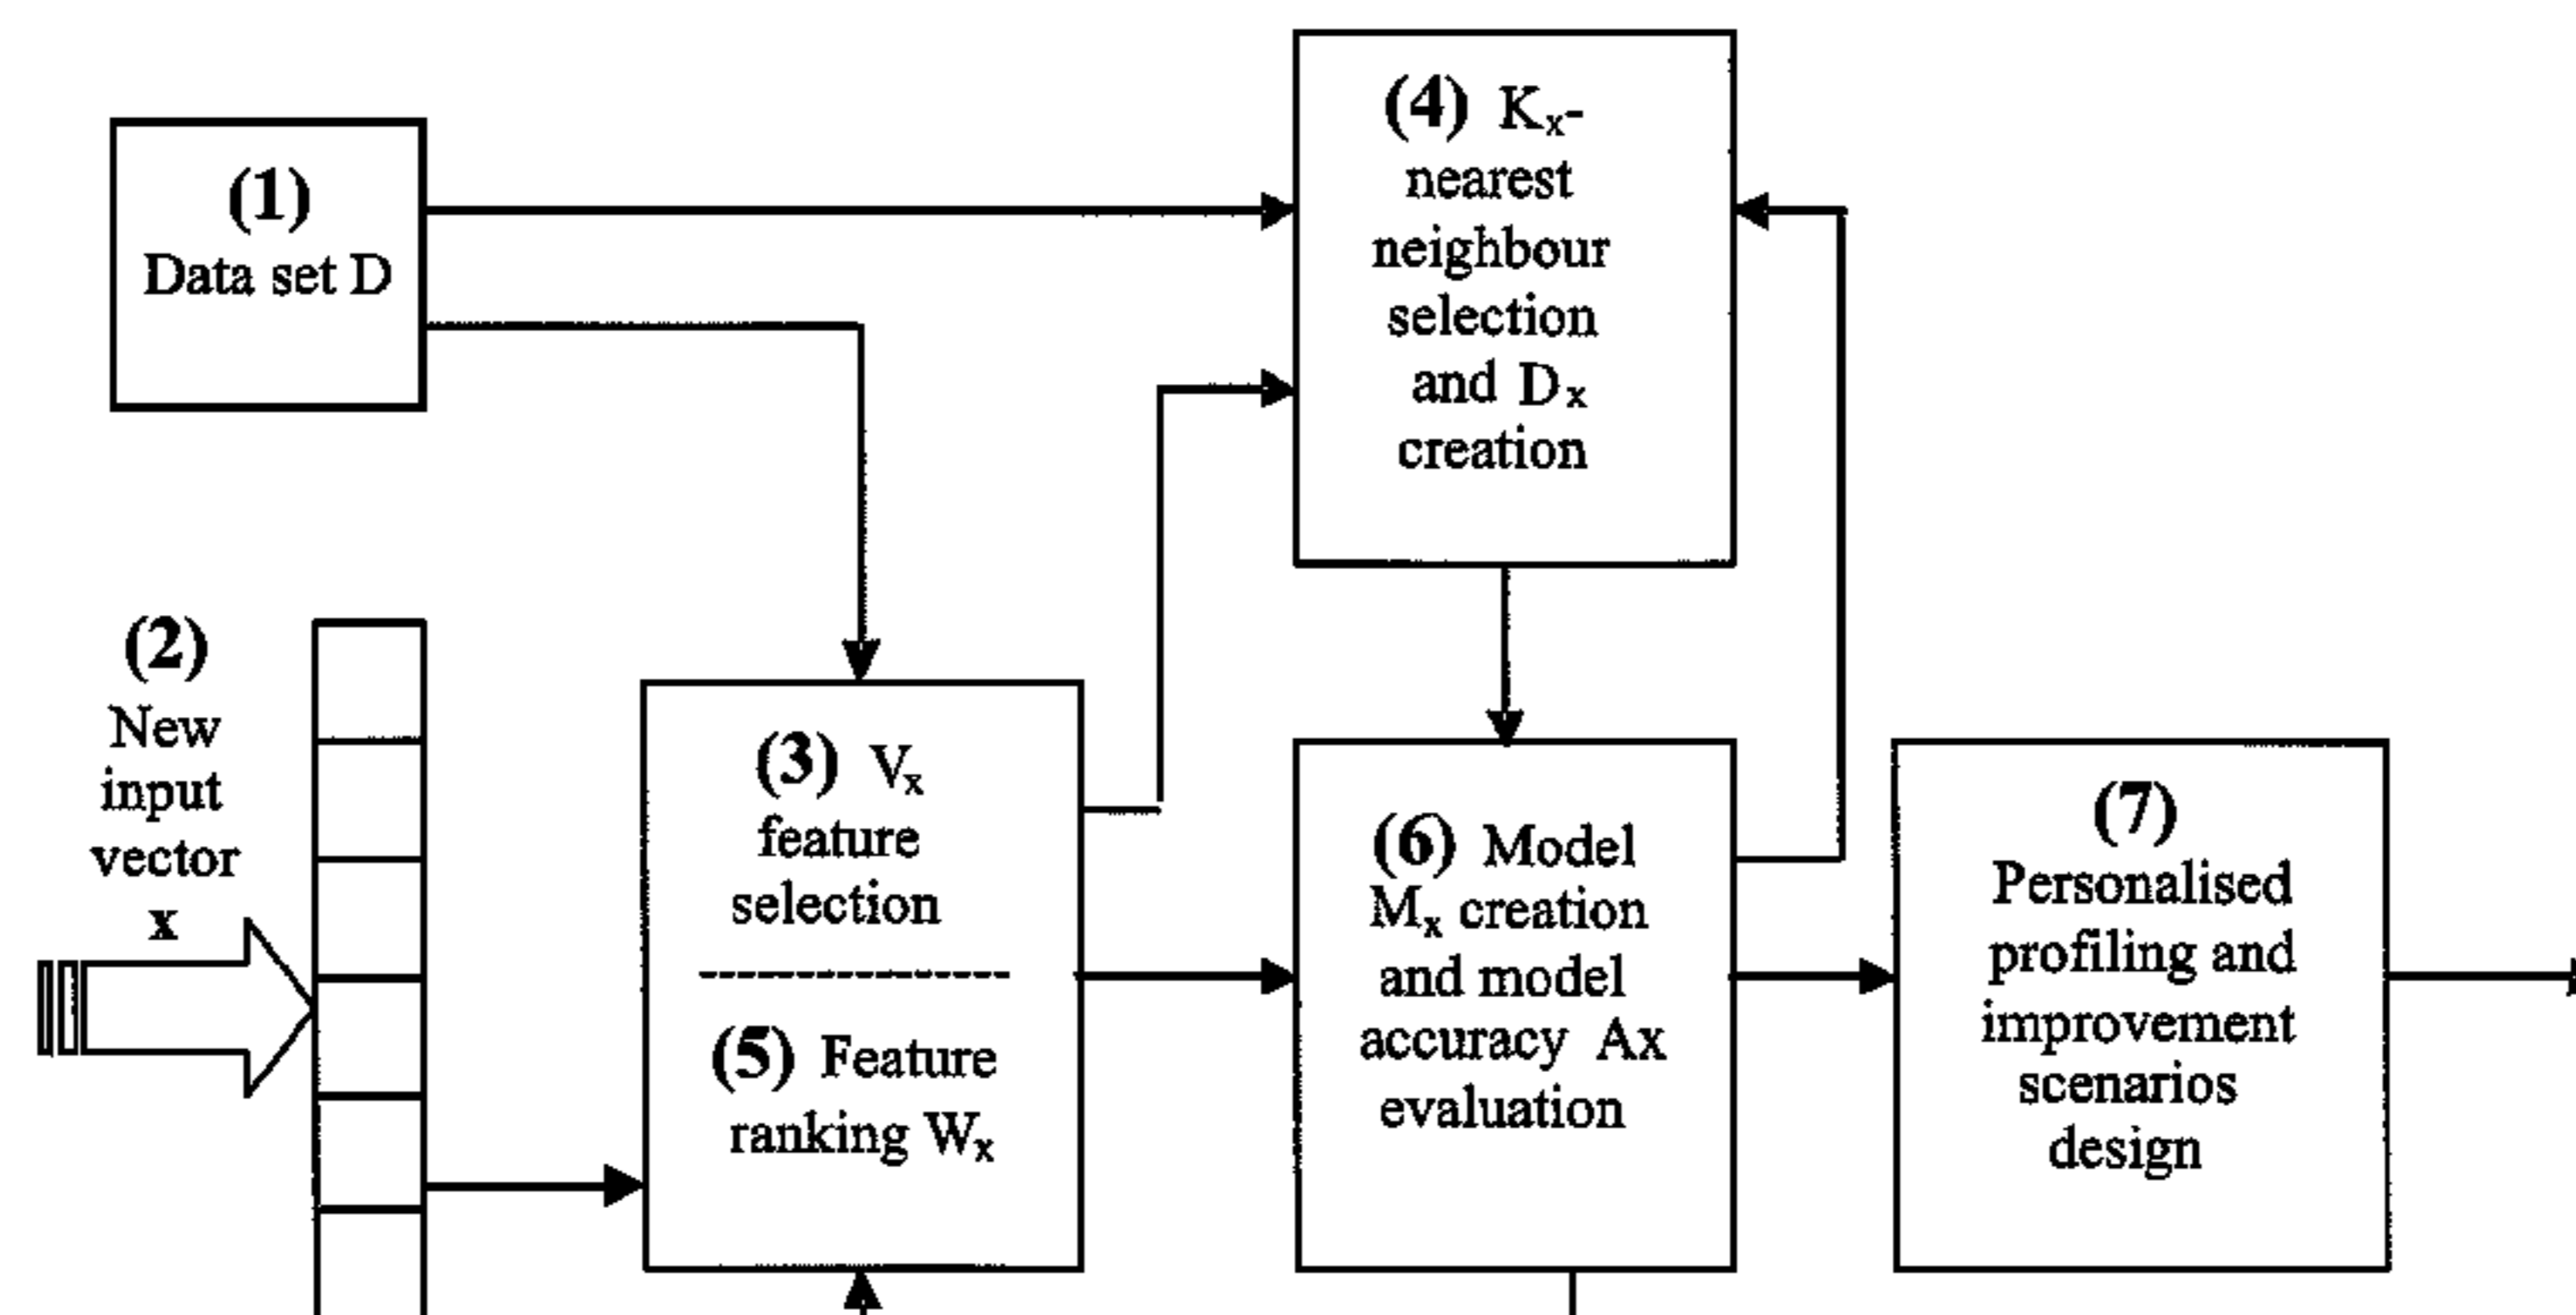 (1)
Data set D
(4) Kₓ-
nearest
neighbour
selection
and Dₓ
creation
(2)
New
input
vector
x
(3) Vₓ
feature
selection
(5) Feature
ranking Wₓ
(6) Model
Mₓ creation
and model
accuracy Ax
evaluation
(7)
Personalised
profiling and
improvement
scenarios
design